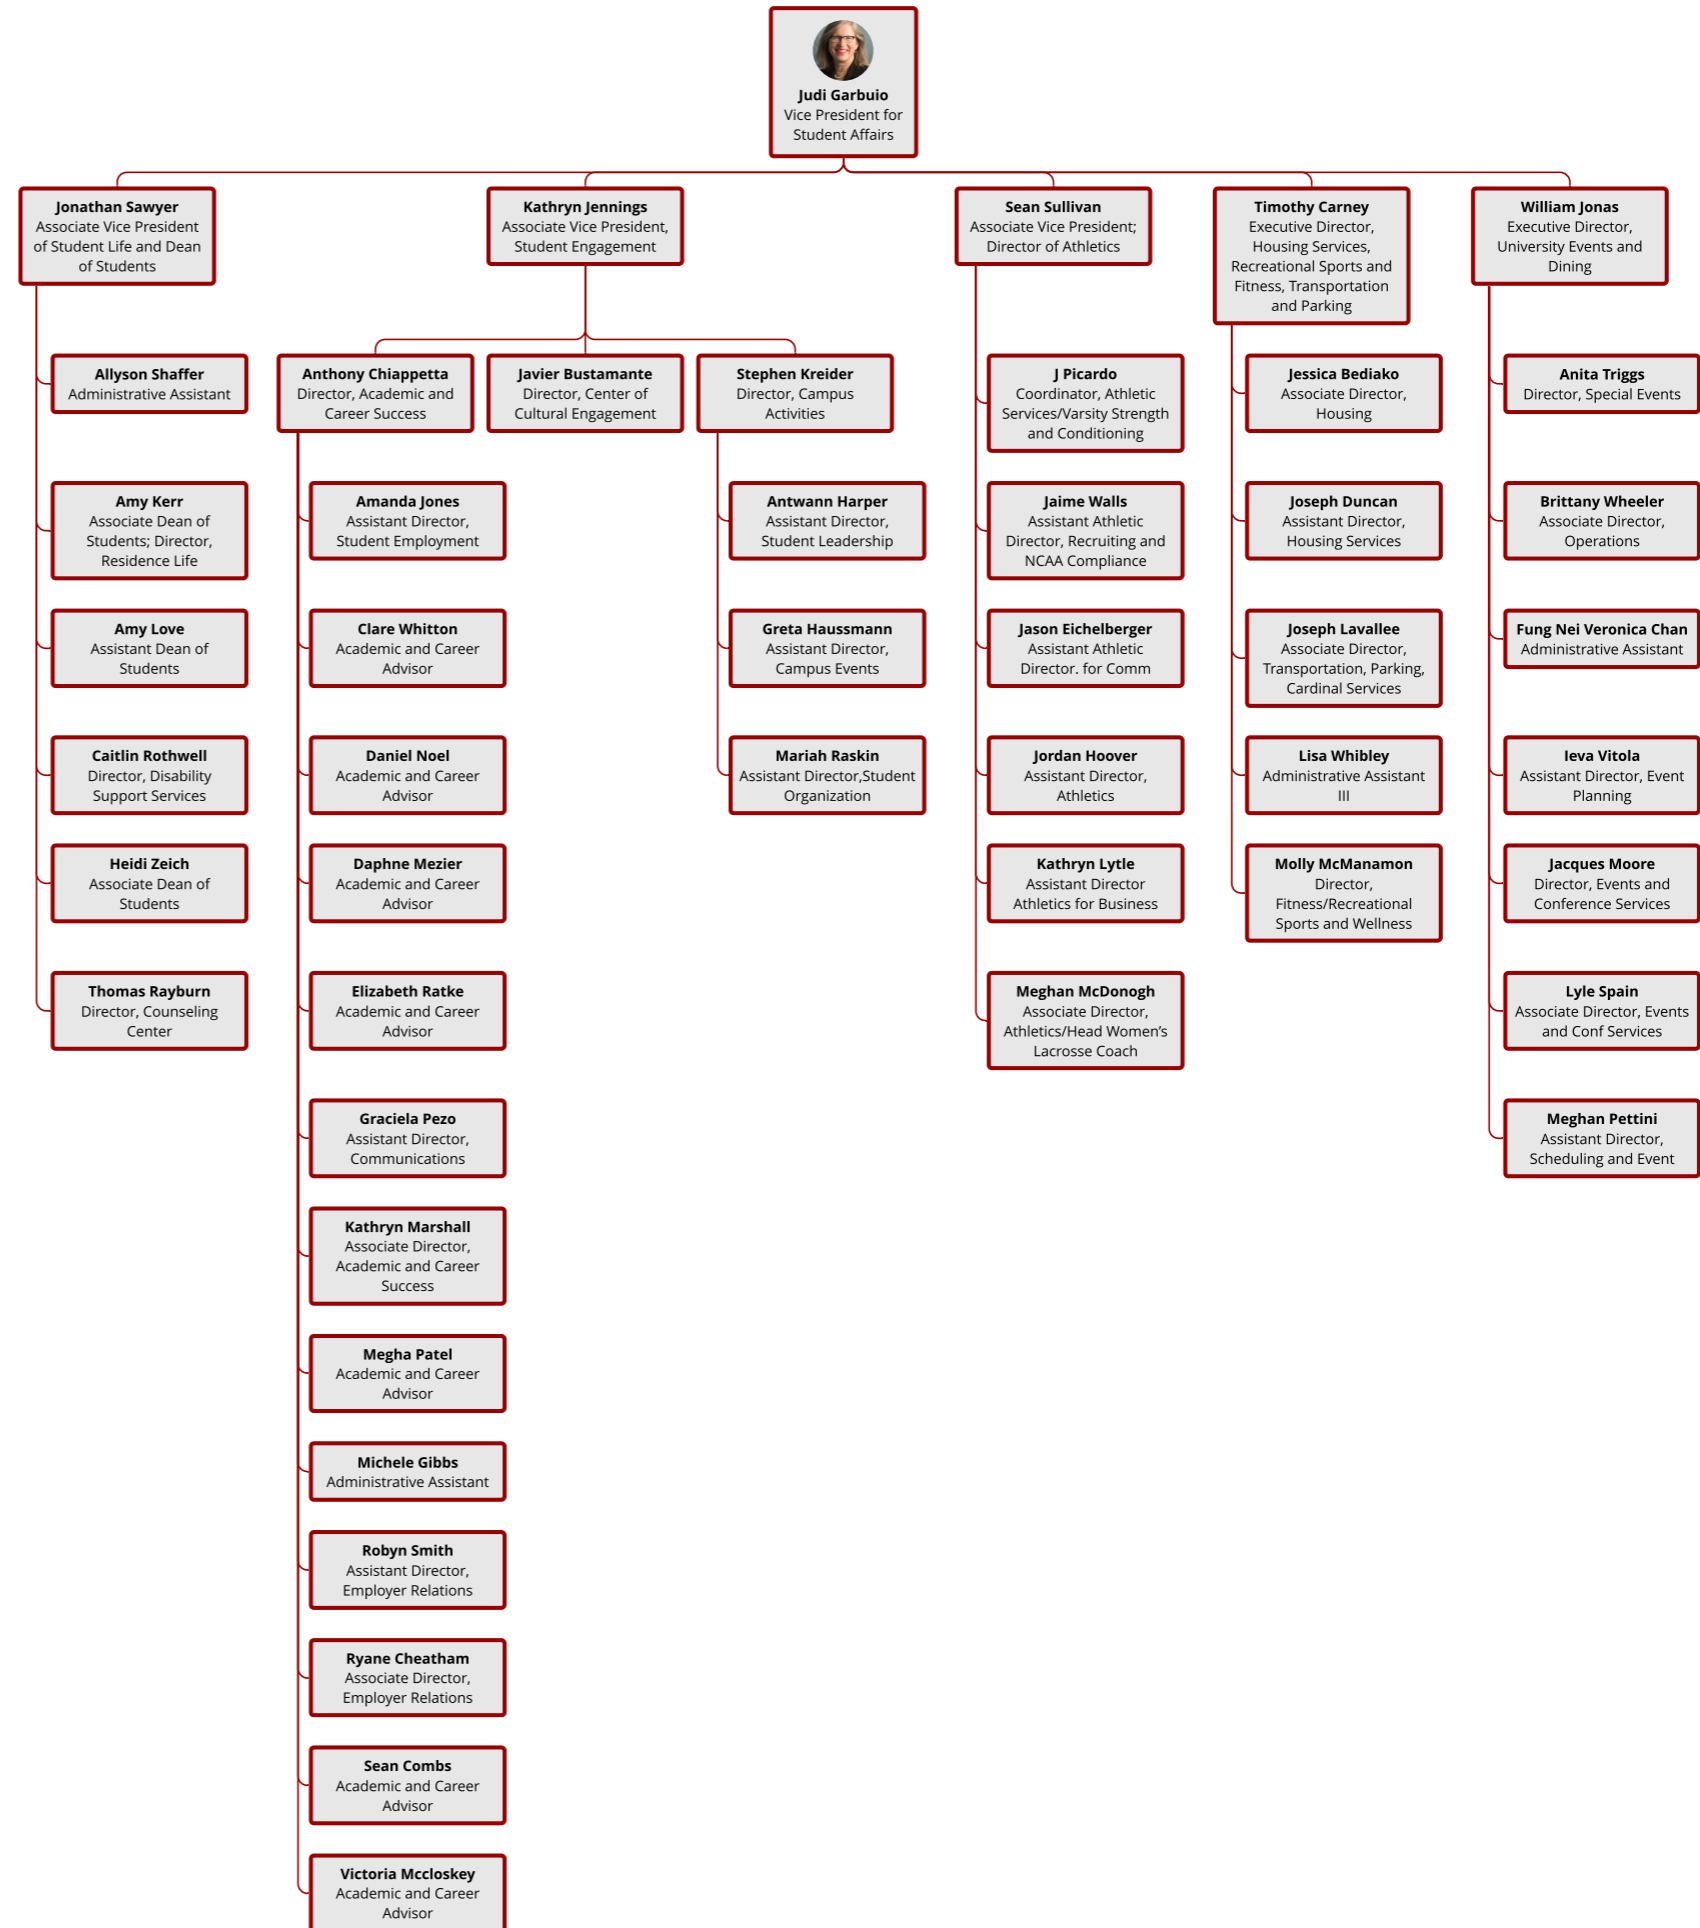 Judi Garbuio
Vice President for
Student Affairs
Jonathan Sawyer
Associate Vice President
of Student Life and Dean
of Students
Kathryn Jennings
Associate Vice President,
Student Engagement
Sean Sullivan
Associate Vice President;
Director of Athletics
Timothy Carney
Executive Director,
Housing Services,
Recreational Sports and
Fitness, Transportation
and Parking
William Jonas
Executive Director,
University Events and
Dining
Allyson Shaffer
Administrative Assistant
Amy Kerr
Associate Dean of
Students; Director,
Residence Life
Amy Love
Assistant Dean of
Students
Caitlin Rothwell
Director, Disability
Support Services
Heidi Zeich
Associate Dean of
Students
Thomas Rayburn
Director, Counseling
Center
Anthony Chiappetta
Director, Academic and
Career Success
Javier Bustamante
Director, Center of
Cultural Engagement
Stephen Kreider
Director, Campus
Activities
Amanda Jones
Assistant Director,
Student Employment
Clare Whitton
Academic and Career
Advisor
Daniel Noel
Academic and Career
Advisor
Daphne Mezier
Academic and Career
Advisor
Elizabeth Ratke
Academic and Career
Advisor
Graciela Pezo
Assistant Director,
Communications
Kathryn Marshall
Associate Director,
Academic and Career
Success
Megha Patel
Academic and Career
Advisor
Michele Gibbs
Administrative Assistant
Robyn Smith
Assistant Director,
Employer Relations
Ryane Cheatham
Associate Director,
Employer Relations
Sean Combs
Academic and Career
Advisor
Victoria Mccloskey
Academic and Career
Advisor
Antwann Harper
Assistant Director,
Student Leadership
Greta Haussmann
Assistant Director,
Campus Events
Mariah Raskin
Assistant Director,Student
Organization
J Picardo
Coordinator, Athletic
Services/Varsity Strength
and Conditioning
Jaime Walls
Assistant Athletic
Director, Recruiting and
NCAA Compliance
Jason Eichelberger
Assistant Athletic
Director. for Comm
Jordan Hoover
Assistant Director,
Athletics
Kathryn Lytle
Assistant Director
Athletics for Business
Meghan McDonogh
Associate Director,
Athletics/Head Women’s
Lacrosse Coach
Jessica Bediako
Associate Director,
Housing
Joseph Duncan
Assistant Director,
Housing Services
Joseph Lavallee
Associate Director,
Transportation, Parking,
Cardinal Services
Lisa Whibley
Administrative Assistant
III
Molly McManamon
Director,
Fitness/Recreational
Sports and Wellness
Anita Triggs
Director, Special Events
Brittany Wheeler
Associate Director,
Operations
Fung Nei Veronica Chan
Administrative Assistant
Ieva Vitola
Assistant Director, Event
Planning
Jacques Moore
Director, Events and
Conference Services
Lyle Spain
Associate Director, Events
and Conf Services
Meghan Pettini
Assistant Director,
Scheduling and Event